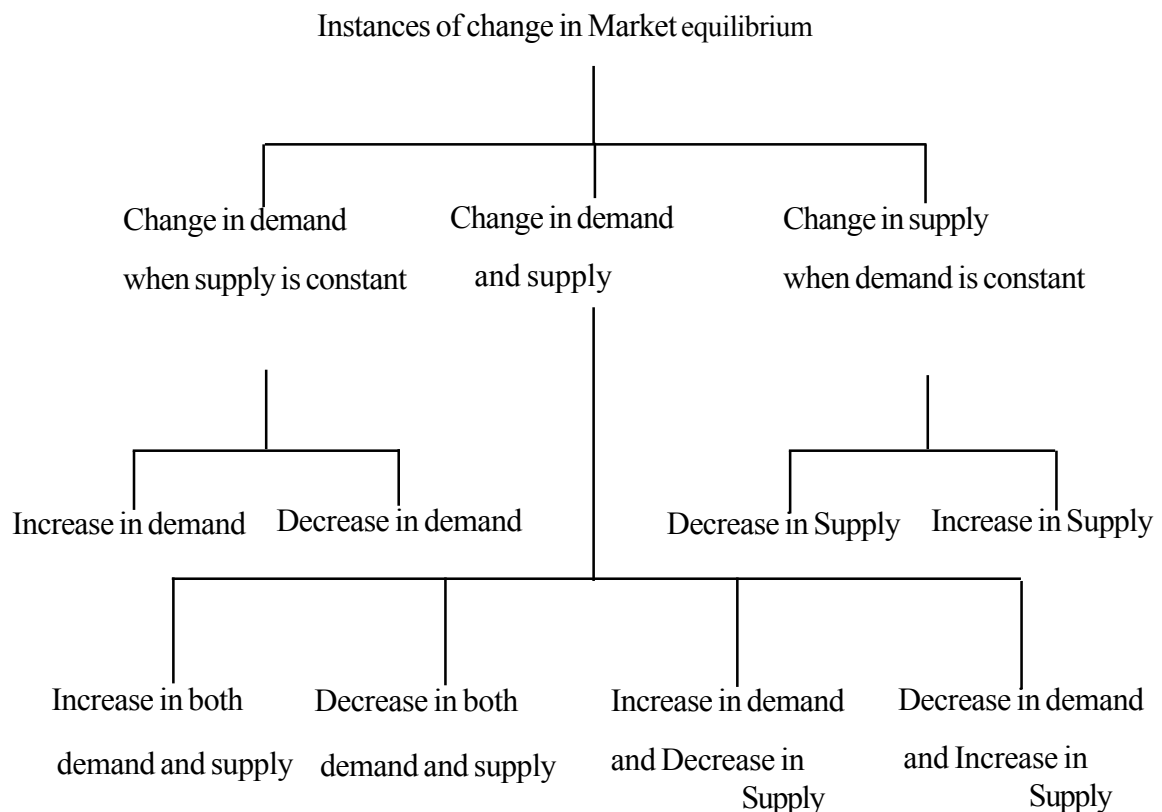 Instances of change in Market equilibrium
Change in demand
when supply is constant
Change in demand
and supply
Change in supply
when demand is constant
Increase in demand
Decrease in demand
Decrease in Supply
Increase in Supply
Increase in both
demand and supply
Decrease in both
demand and supply
Increase in demand
and Decrease in
Supply
Decrease in demand
and Increase in
Supply